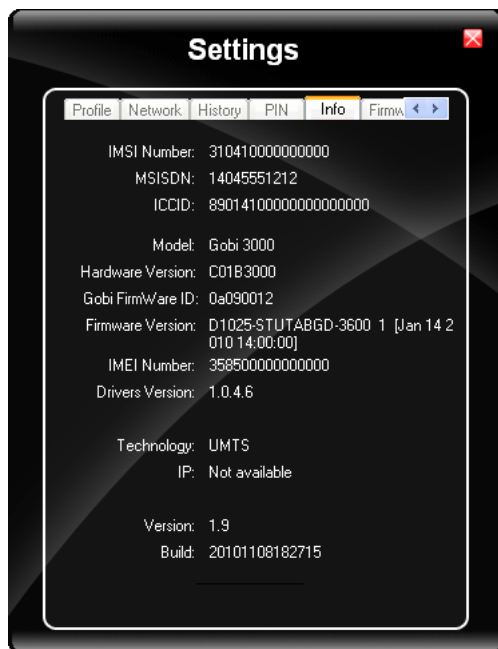 Settings
Profile Network History PIN Info Firmw
IMSI Number: 310410000000000
MSISDN: 14045551212
ICCID: 89014100000000000000
Model: Gobi 3000
Hardware Version: C01B3000
Gobi FirmWare ID: 0a090012
Firmware Version: D1025-STUTABGD-3600 1 [Jan 14 2
010 14:00:00]
IMEI Number: 358500000000000
Drivers Version: 1.0.4.6
Technology: UMTS
IP: Not available
Version: 1.9
Build: 20101108182715